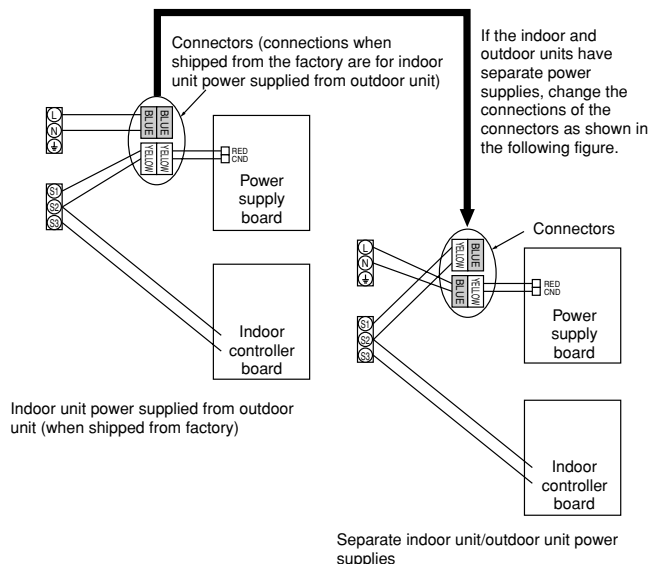 Connectors (connections when
shipped from the factory are for indoor
unit power supplied from outdoor unit)
If the indoor and
outdoor units have
separate power
supplies, change the
connections of the
connectors as shown in
the following figure.
L
N
BLUE
BLUE
YELLOW
YELLOW
RED
CND
Power
supply
board
S1
S2
S3
Indoor
controller
board
Indoor unit power supplied from outdoor
unit (when shipped from factory)
Connectors
L
N
YELLOW
BLUE
BLUE
YELLOW
RED
CND
Power
supply
board
S1
S2
S3
Indoor
controller
board
Separate indoor unit/outdoor unit power
supplies